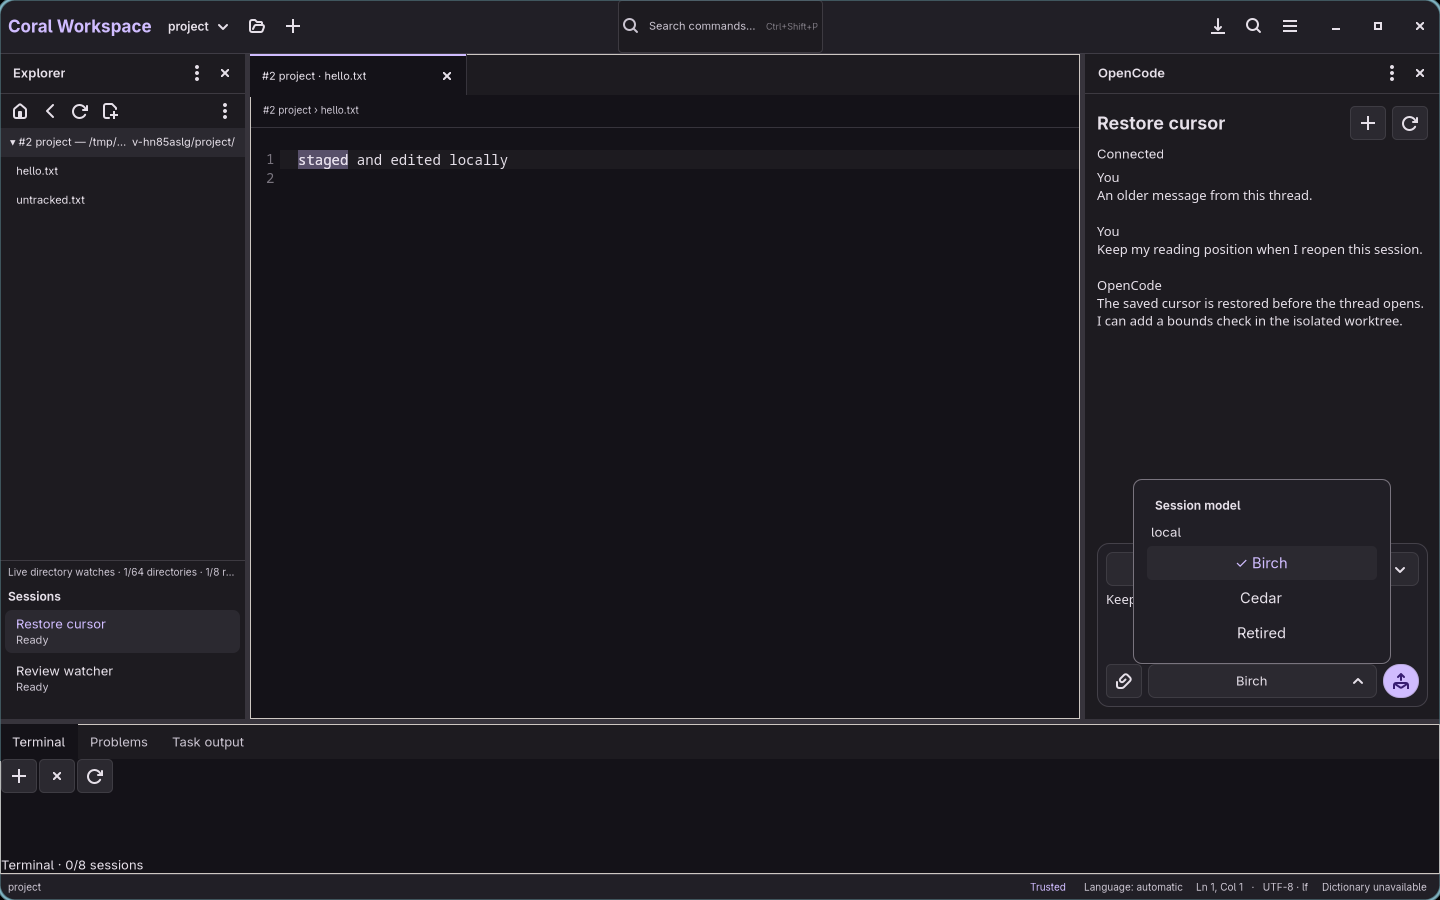 Coral Workspace
project
Search commands...
Ctrl+Shift+P
Explorer
#2 project — /tmp/... v-hn85aslg/project/
hello.txt
untracked.txt
Live directory watches · 1/64 directories · 1/8 r...
Sessions
Restore cursor
Ready
Review watcher
Ready
#2 project · hello.txt
#2 project › hello.txt
1 staged and edited locally
2
OpenCode
Restore cursor
Connected
You
An older message from this thread.
You
Keep my reading position when I reopen this session.
OpenCode
The saved cursor is restored before the thread opens.
I can add a bounds check in the isolated worktree.
Session model
local
✓ Birch
Cedar
Retired
Keep
Birch
Terminal
Problems
Task output
Terminal · 0/8 sessions
project
Trusted
Language: automatic
Ln 1, Col 1
· UTF-8 · lf
Dictionary unavailable